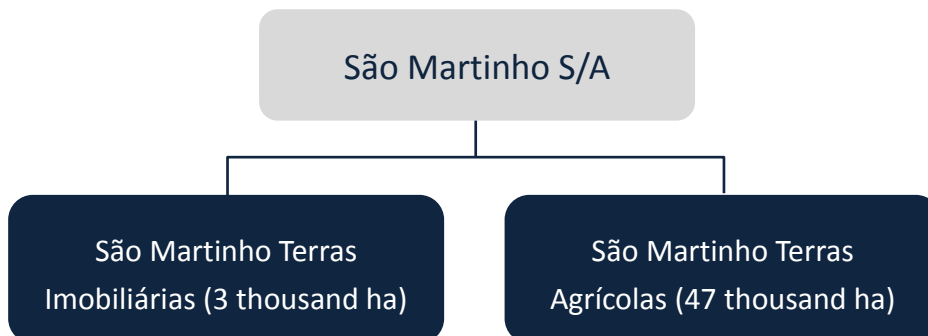 São Martinho S/A
São Martinho Terras
Imobiliárias (3 thousand ha)
São Martinho Terras
Agrícolas (47 thousand ha)